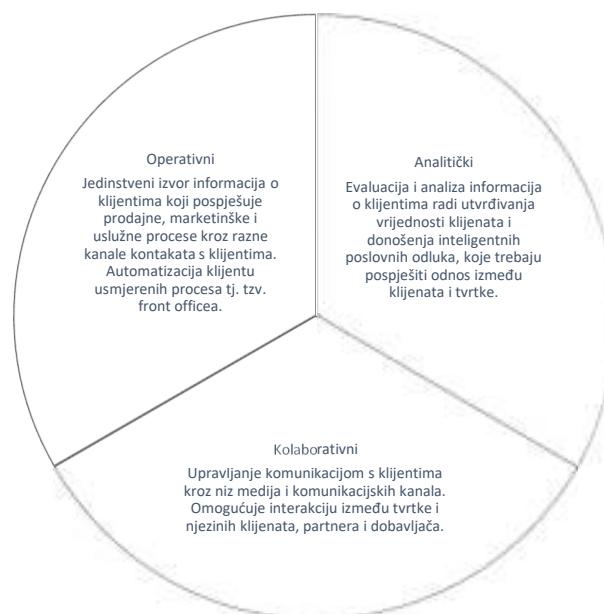 Operativni
Jedinstveni izvor informacija o
klijentima koji pospješuje
prodajne, marketinške i
uslužne procese kroz razne
kanale kontakata s klijentima.
Automatizacija klijentu
usmjerenih procesa tj. tzv.
front officea.
Analitički
Evaluacija i analiza informacija
o klijentima radi utvrđivanja
vrijednosti klijenata i
donošenja inteligentnih
poslovnih odluka, koje trebaju
pospješiti odnos između
klijenata i tvrtke.
Kolaborativni
Upravljanje komunikacijom s klijentima
kroz niz medija i komunikacijskih kanala.
Omogućuje interakciju između tvrtke i
njezinih klijenata, partnera i dobavljača.